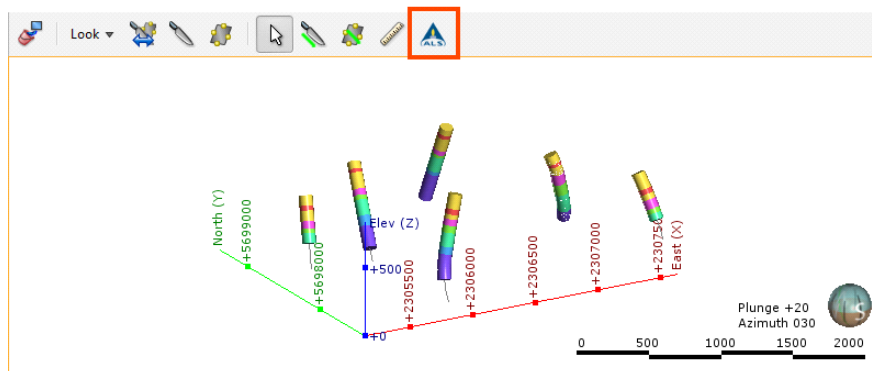 Look
ALS
North (Y)
+5699000
+5698000
Elev (Z)
+500
+0
+2305500
+2306000
+2306500
+2307000
+230750
East (X)
Plunge +20
Azimuth 030
S
0 500 1000 1500 2000